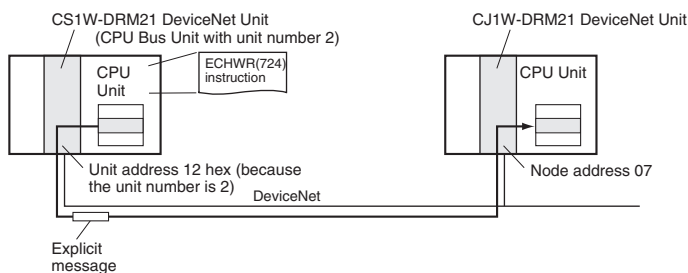 CS1W-DRM21 DeviceNet Unit
(CPU Bus Unit with unit number 2)
CJ1W-DRM21 DeviceNet Unit
CPU
Unit
ECHWR(724)
instruction
CPU Unit
Unit address 12 hex (because
the unit number is 2)
Node address 07
DeviceNet
Explicit
message